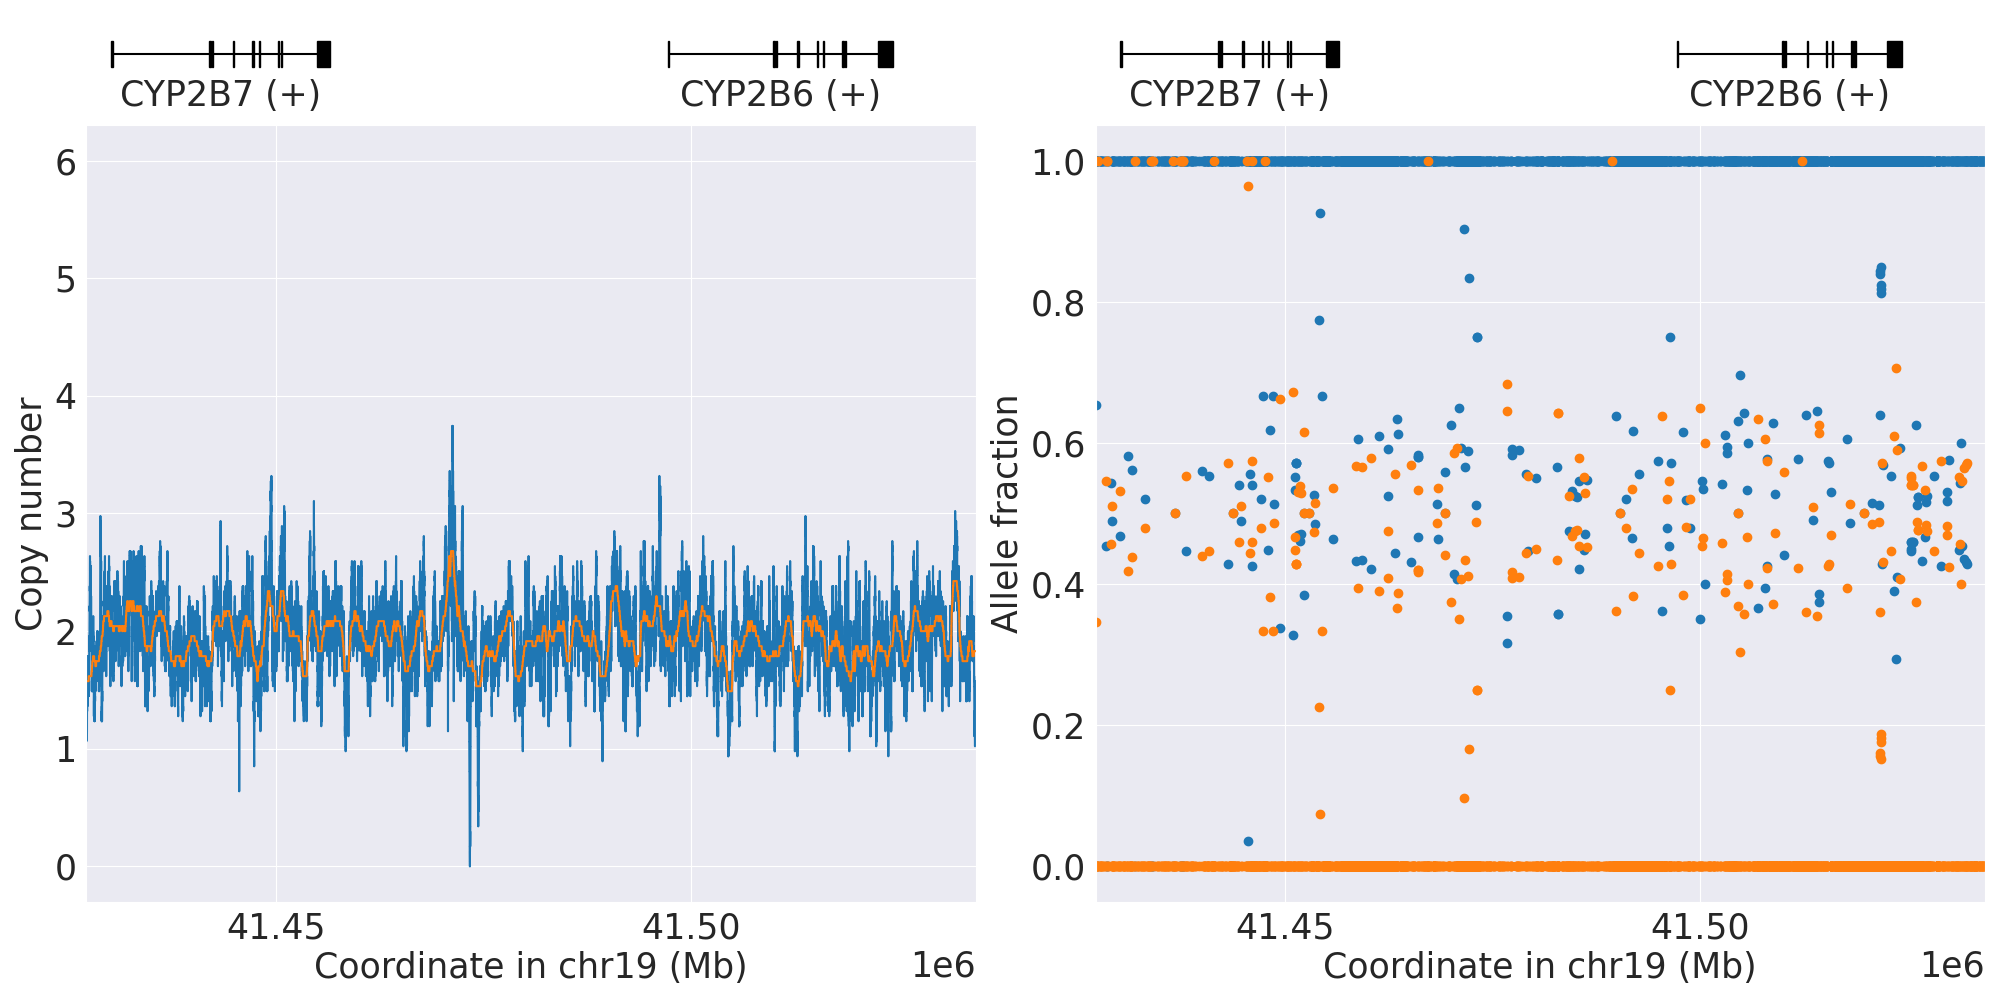 CYP2B7 (+)
CYP2B6 (+)
6
5
4
3
2
1
0
Copy number
41.45
41.50
Coordinate in chr19 (Mb)
1e6
CYP2B7 (+)
CYP2B6 (+)
1.0
0.8
0.6
0.4
0.2
0.0
Allele fraction
41.45
41.50
Coordinate in chr19 (Mb)
1e6